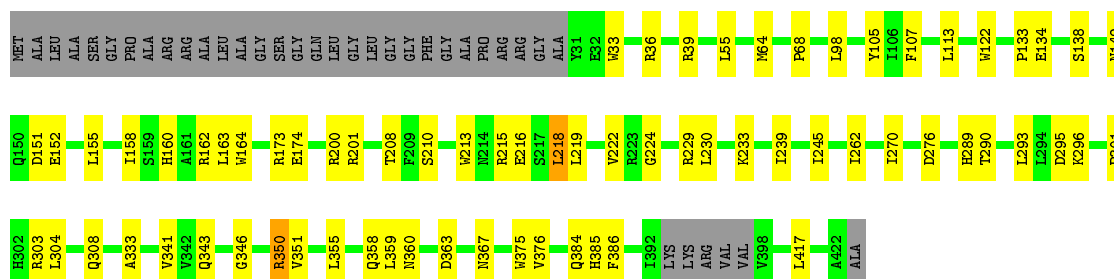 MET ALA LEU ALA SER GLY PRO ALA ARG ARG ALA LEU ALA GLY SER GLY GLN LEU GLY LEU GLY GLY PHE GLY ALA PRO ARG ARG GLY ALA Y31 E32 W33 R36 R39 L55 M64 P68 L98 Y105 I106 F107 L113 W122 P133 E134 S138
Q150 D151 E152 L155 I158 S159 H160 A161 R162 L163 W164 R173 E174 R200 R201 T208 F209 S210 W213 N214 R215 E216 S217 L218 L219 V222 R223 G224 R229 L230 K233 I239 I245 I262 I270 D276 H289 T290 L293 L294 D295 K296
H302 R303 L304 Q308 A333 V341 V342 Q343 G346 R350 V351 L355 Q358 L359 N360 D363 N367 W375 V376 Q384 H385 F386 I392 LYS LYS ARG VAL VAL V398 L417 A422 ALA